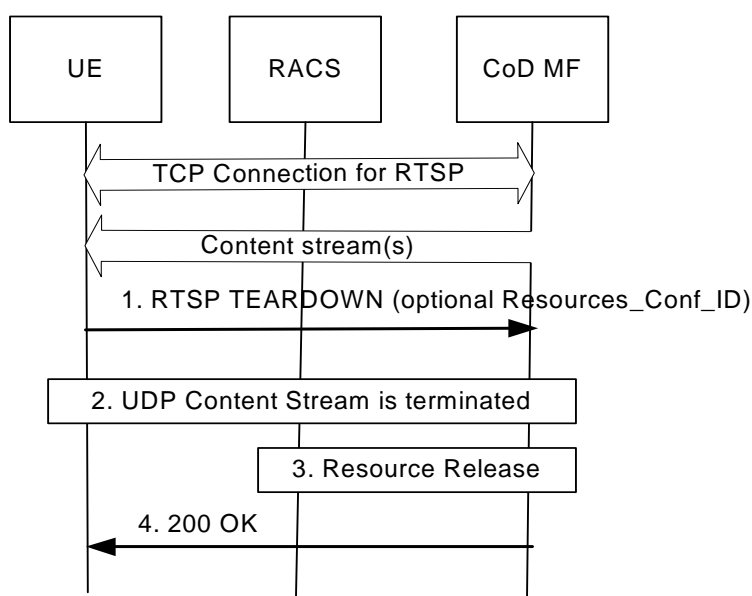 UE
RACS
CoD MF
TCP Connection for RTSP
Content stream(s)
1. RTSP TEARDOWN (optional Resources_Conf_ID)
2. UDP Content Stream is terminated
3. Resource Release
4. 200 OK